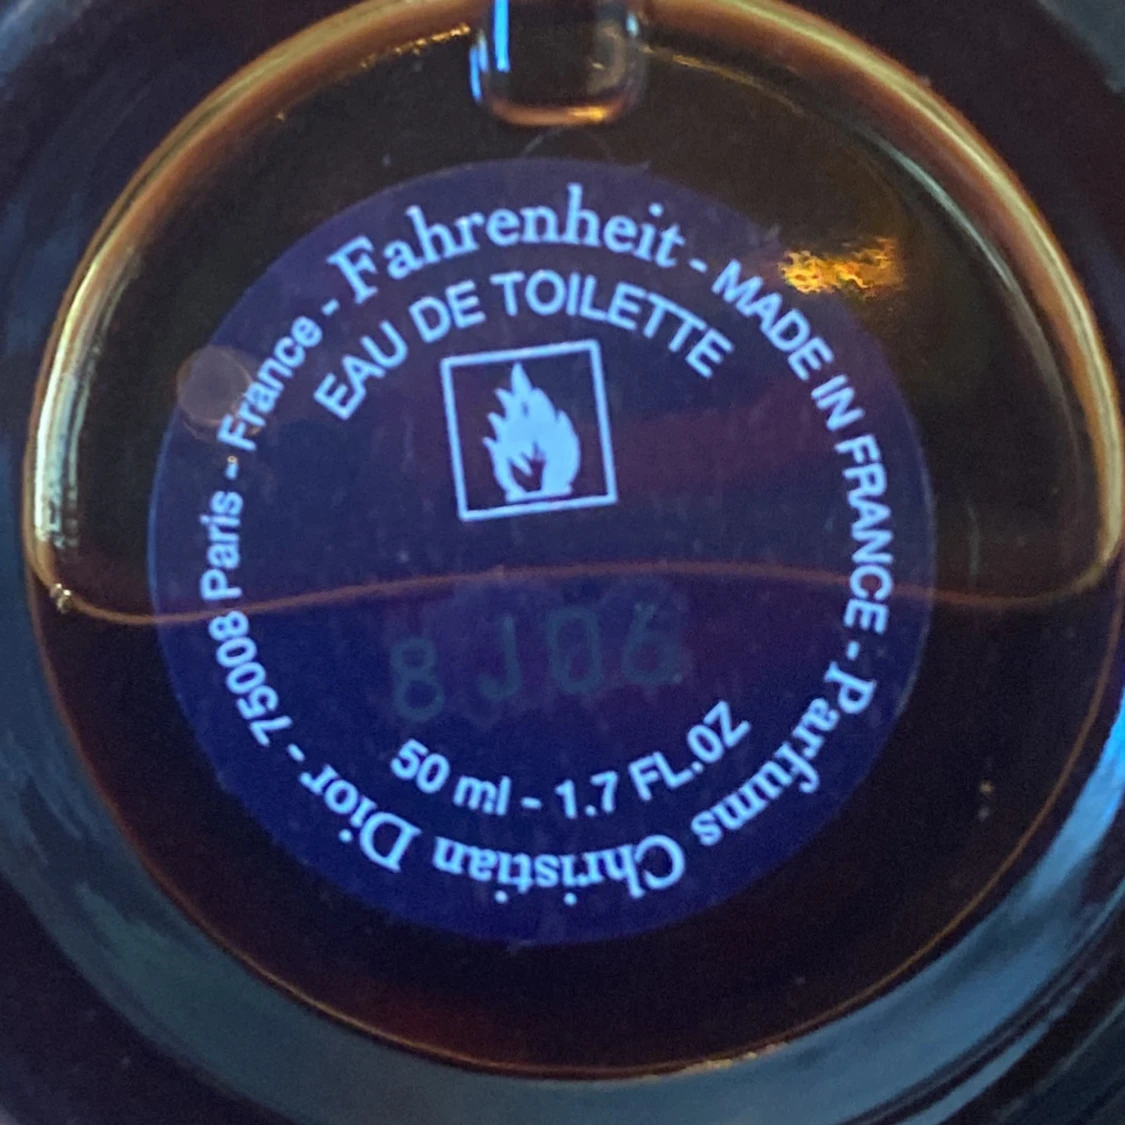 Fahrenheit - MADE IN FRANCE - Parfums Christian Dior - 75008 Paris - France -
EAU DE TOILETTE
8J06
50 ml - 1.7 FL.OZ